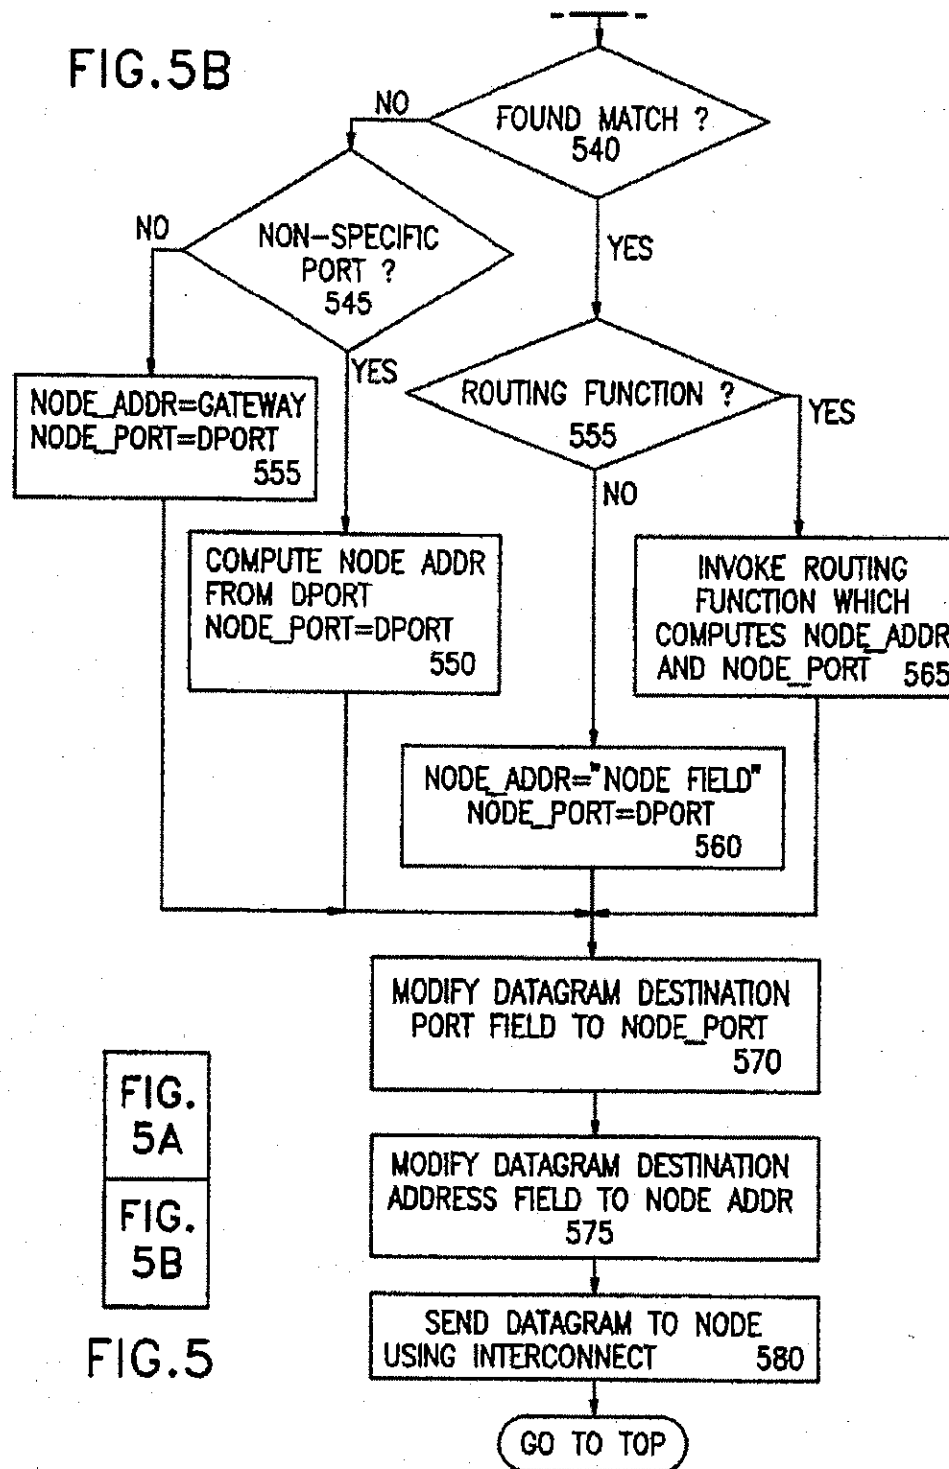 FIG.5B
FOUND MATCH ?
540
NO
YES
NON-SPECIFIC
PORT ?
545
NO
YES
ROUTING FUNCTION ?
555
YES
NO
NODE_ADDR=GATEWAY
NODE_PORT=DPORT
555
COMPUTE NODE ADDR
FROM DPORT
NODE_PORT=DPORT
550
INVOKE ROUTING
FUNCTION WHICH
COMPUTES NODE_ADDR
AND NODE_PORT 565
NODE_ADDR="NODE FIELD"
NODE_PORT=DPORT
560
MODIFY DATAGRAM DESTINATION
PORT FIELD TO NODE_PORT
570
MODIFY DATAGRAM DESTINATION
ADDRESS FIELD TO NODE ADDR
575
SEND DATAGRAM TO NODE
USING INTERCONNECT 580
GO TO TOP
FIG.
5A
FIG.
5B
FIG.5